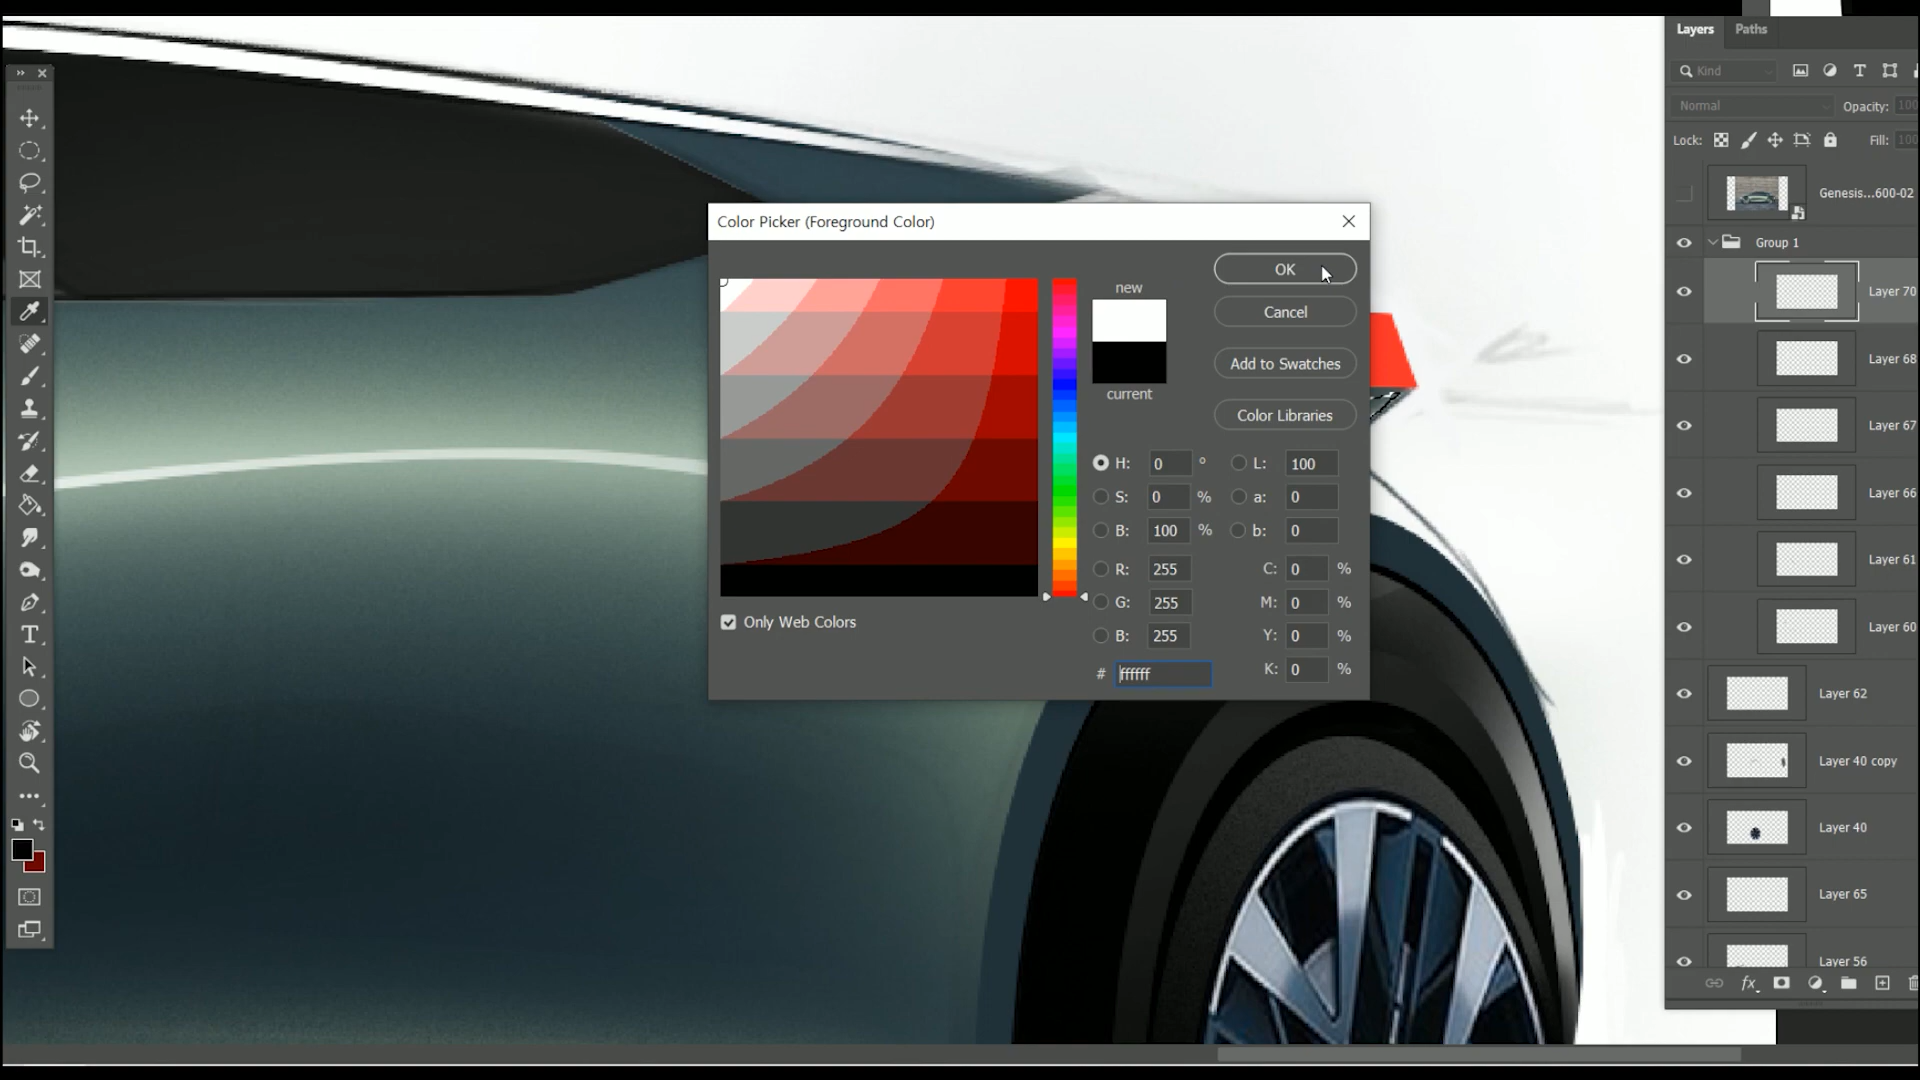 Layers Paths
Kind
Normal Opacity: 100
Lock: Fill: 100
Genesis...600-02
Group 1
Layer 70
Layer 68
Layer 67
Layer 66
Layer 61
Layer 60
Layer 62
Layer 40 copy
Layer 40
Layer 65
Layer 56
fx
T
Color Picker (Foreground Color)
OK
Cancel
Add to Swatches
Color Libraries
new
current
H: 0 ° L: 100
S: 0 % a: 0
B: 100 % b: 0
R: 255 C: 0 %
G: 255 M: 0 %
B: 255 Y: 0 %
# ffffff K: 0 %
Only Web Colors